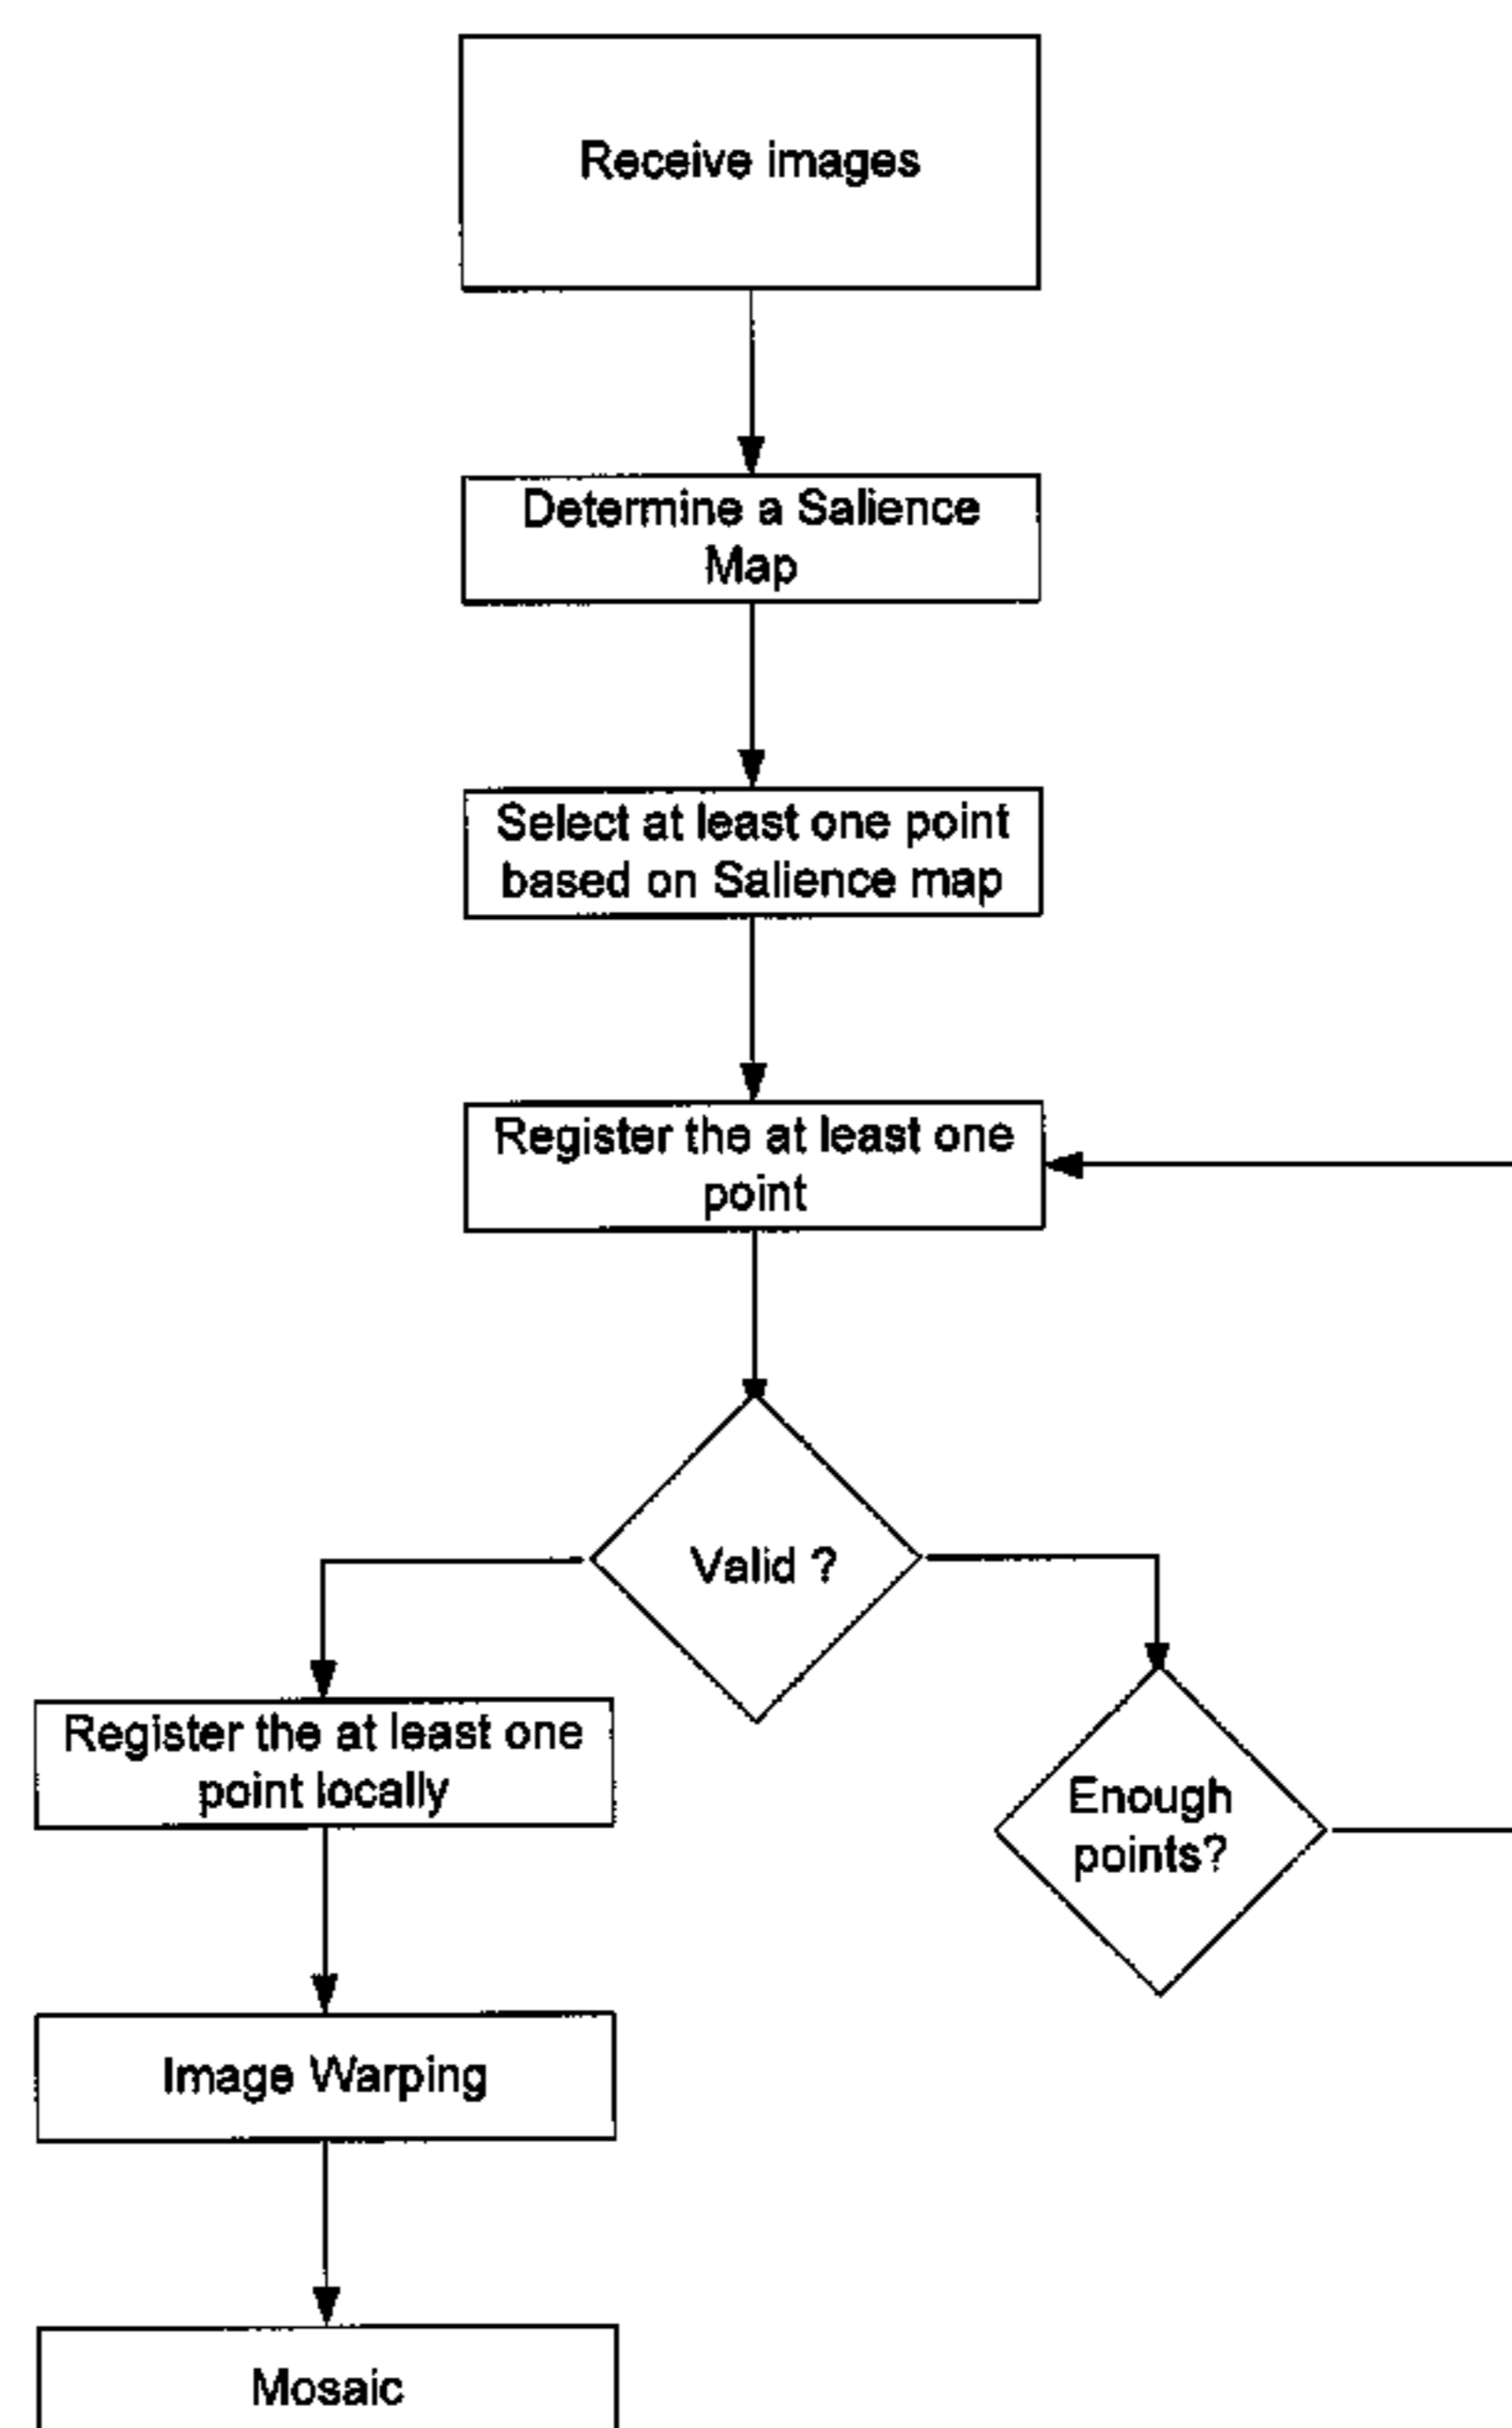 Receive images
Determine a Salience
Map
Select at least one point
based on Salience map
Register the at least one
point
Valid ?
Register the at least one
point locally
Enough
points?
Image Warping
Mosaic